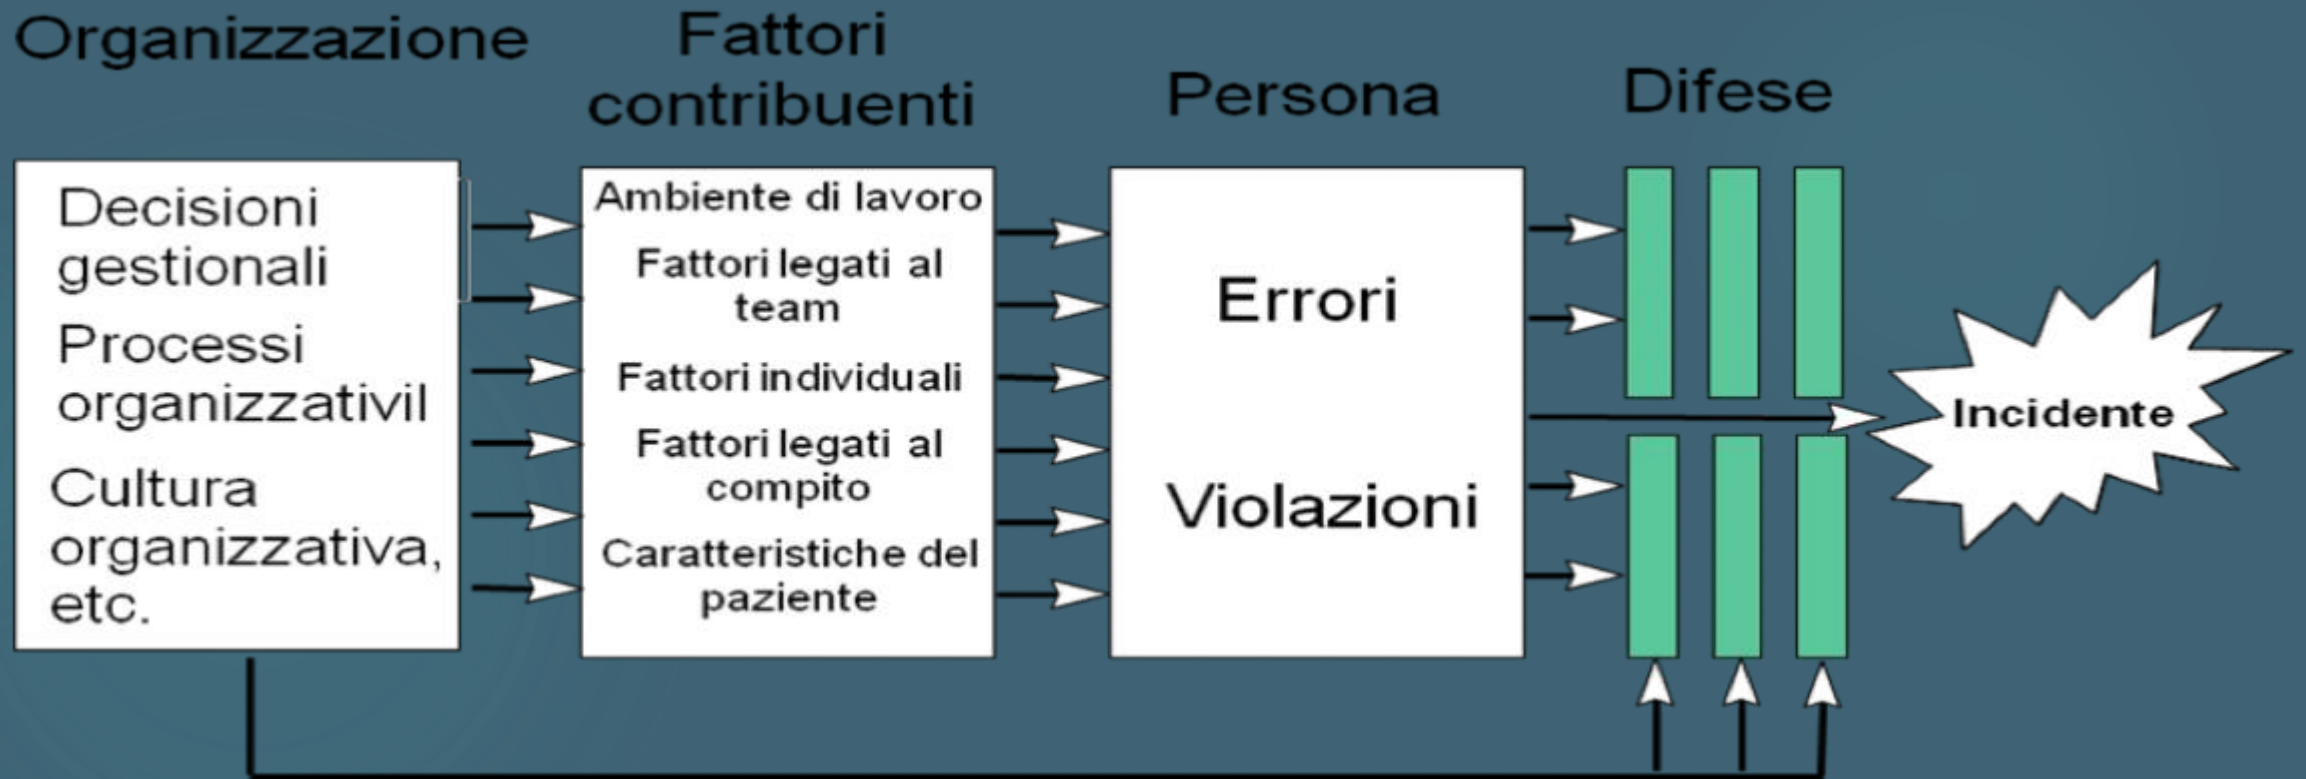 Organizzazione
Fattori
contribuenti
Persona
Difese
Decisioni
gestionali
Processi
organizzativil
Cultura
organizzativa,
etc.
Ambiente di lavoro
Fattori legati al
team
Fattori individuali
Fattori legati al
compito
Caratteristiche del
paziente
Errori
Violazioni
Incidente